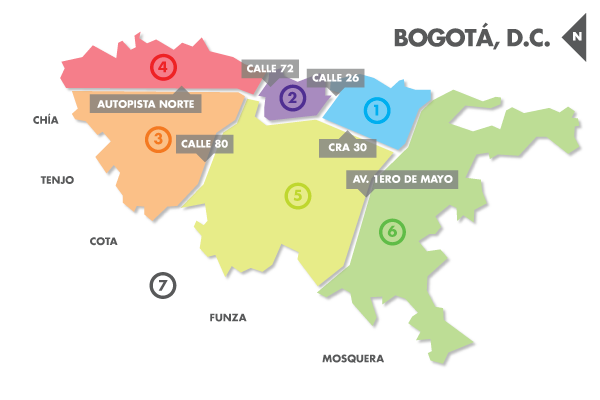 BOGOTÁ, D.C.
N
4
CALLE 72
CALLE 26
AUTOPISTA NORTE
2
1
CHÍA
3
CALLE 80
CRA 30
TENJO
AV. 1ERO DE MAYO
5
COTA
6
7
FUNZA
MOSQUERA